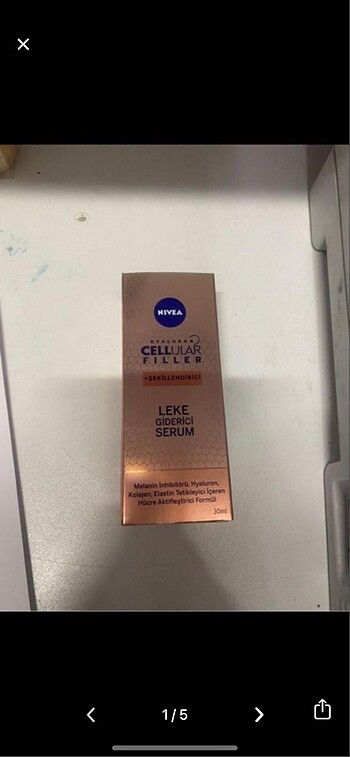 NIVEA
HYALURON
CELLULAR
FILLER
+ŞEKİLLENDİRİCİ
LEKE
GİDERİCİ
SERUM
Melanin İnhibitörü, Hyaluron,
Kolajen, Elastin Tetikleyici İçeren
Hücre Aktifleştirici Formül
30ml
1/5